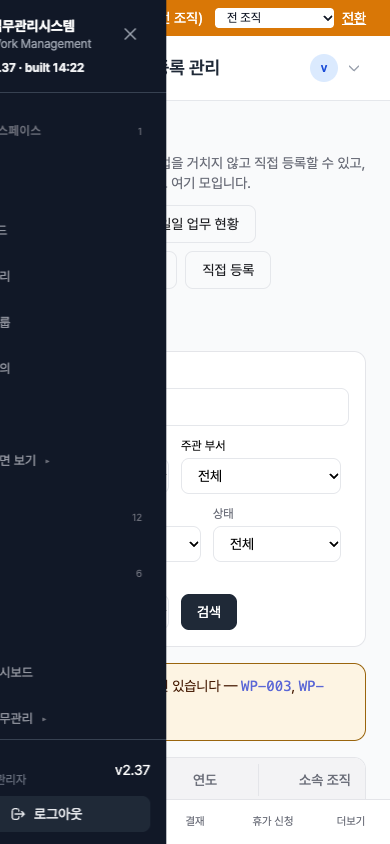 무관리시스템
ork Management
.37 · built 14:22
스페이스 1
드
리
룹
의
면 보기 ▸
12
6
시보드
무관리 ▸
v2.37
관리자
로그아웃
조직) 전 조직 전환
록 관리 v
을 거치지 않고 직접 등록할 수 있고,
여기 모입니다.
일일 업무 현황
직접 등록
주관 부서
전체
상태
전체
검색
있습니다 — WP-003, WP-
연도 소속 조직
결재 휴가 신청 더보기